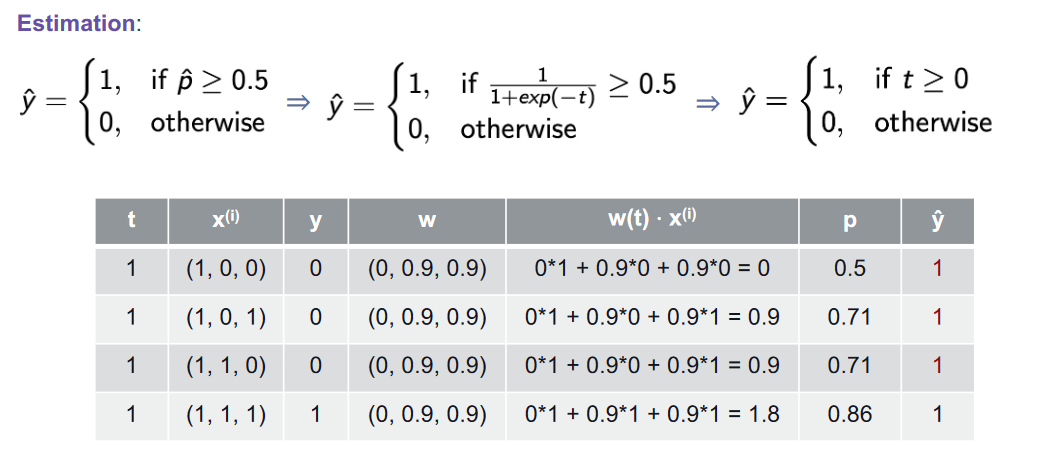 Estimation:
ŷ = {1, if p̂ ≥ 0.5
{0, otherwise
⇒ ŷ = {1, if 1/(1+exp(−t)) ≥ 0.5
{0, otherwise
⇒ ŷ = {1, if t ≥ 0
{0, otherwise
t x(i) y w w(t) · x(i) p ŷ
1 (1, 0, 0) 0 (0, 0.9, 0.9) 0*1 + 0.9*0 + 0.9*0 = 0 0.5 1
1 (1, 0, 1) 0 (0, 0.9, 0.9) 0*1 + 0.9*0 + 0.9*1 = 0.9 0.71 1
1 (1, 1, 0) 0 (0, 0.9, 0.9) 0*1 + 0.9*0 + 0.9*1 = 0.9 0.71 1
1 (1, 1, 1) 1 (0, 0.9, 0.9) 0*1 + 0.9*1 + 0.9*1 = 1.8 0.86 1